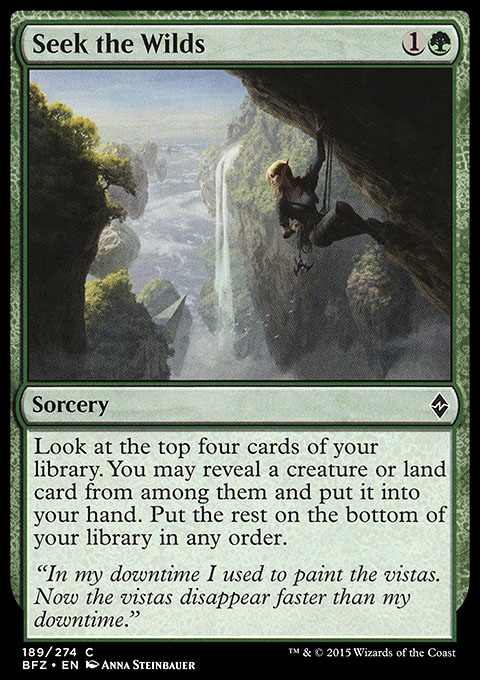 Seek the Wilds 1
Sorcery
Look at the top four cards of your
library. You may reveal a creature or land
card from among them and put it into
your hand. Put the rest on the bottom of
your library in any order.
“In my downtime I used to paint the vistas.
Now the vistas disappear faster than my
downtime.”
189/274 C
BFZ • EN Anna Steinbauer
™ & © 2015 Wizards of the Coast